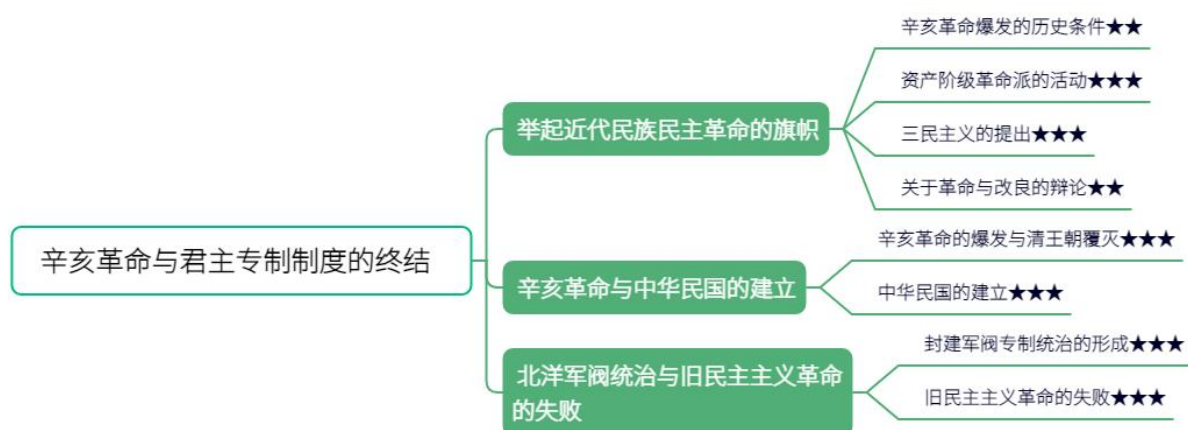 辛亥革命与君主专制制度的终结
举起近代民族民主革命的旗帜
辛亥革命爆发的历史条件★★
资产阶级革命派的活动★★★
三民主义的提出★★★
关于革命与改良的辩论★★
辛亥革命与中华民国的建立
辛亥革命的爆发与清王朝覆灭★★★
中华民国的建立★★★
北洋军阀统治与旧民主主义革命
的失败
封建军阀专制统治的形成★★★
旧民主主义革命的失败★★★